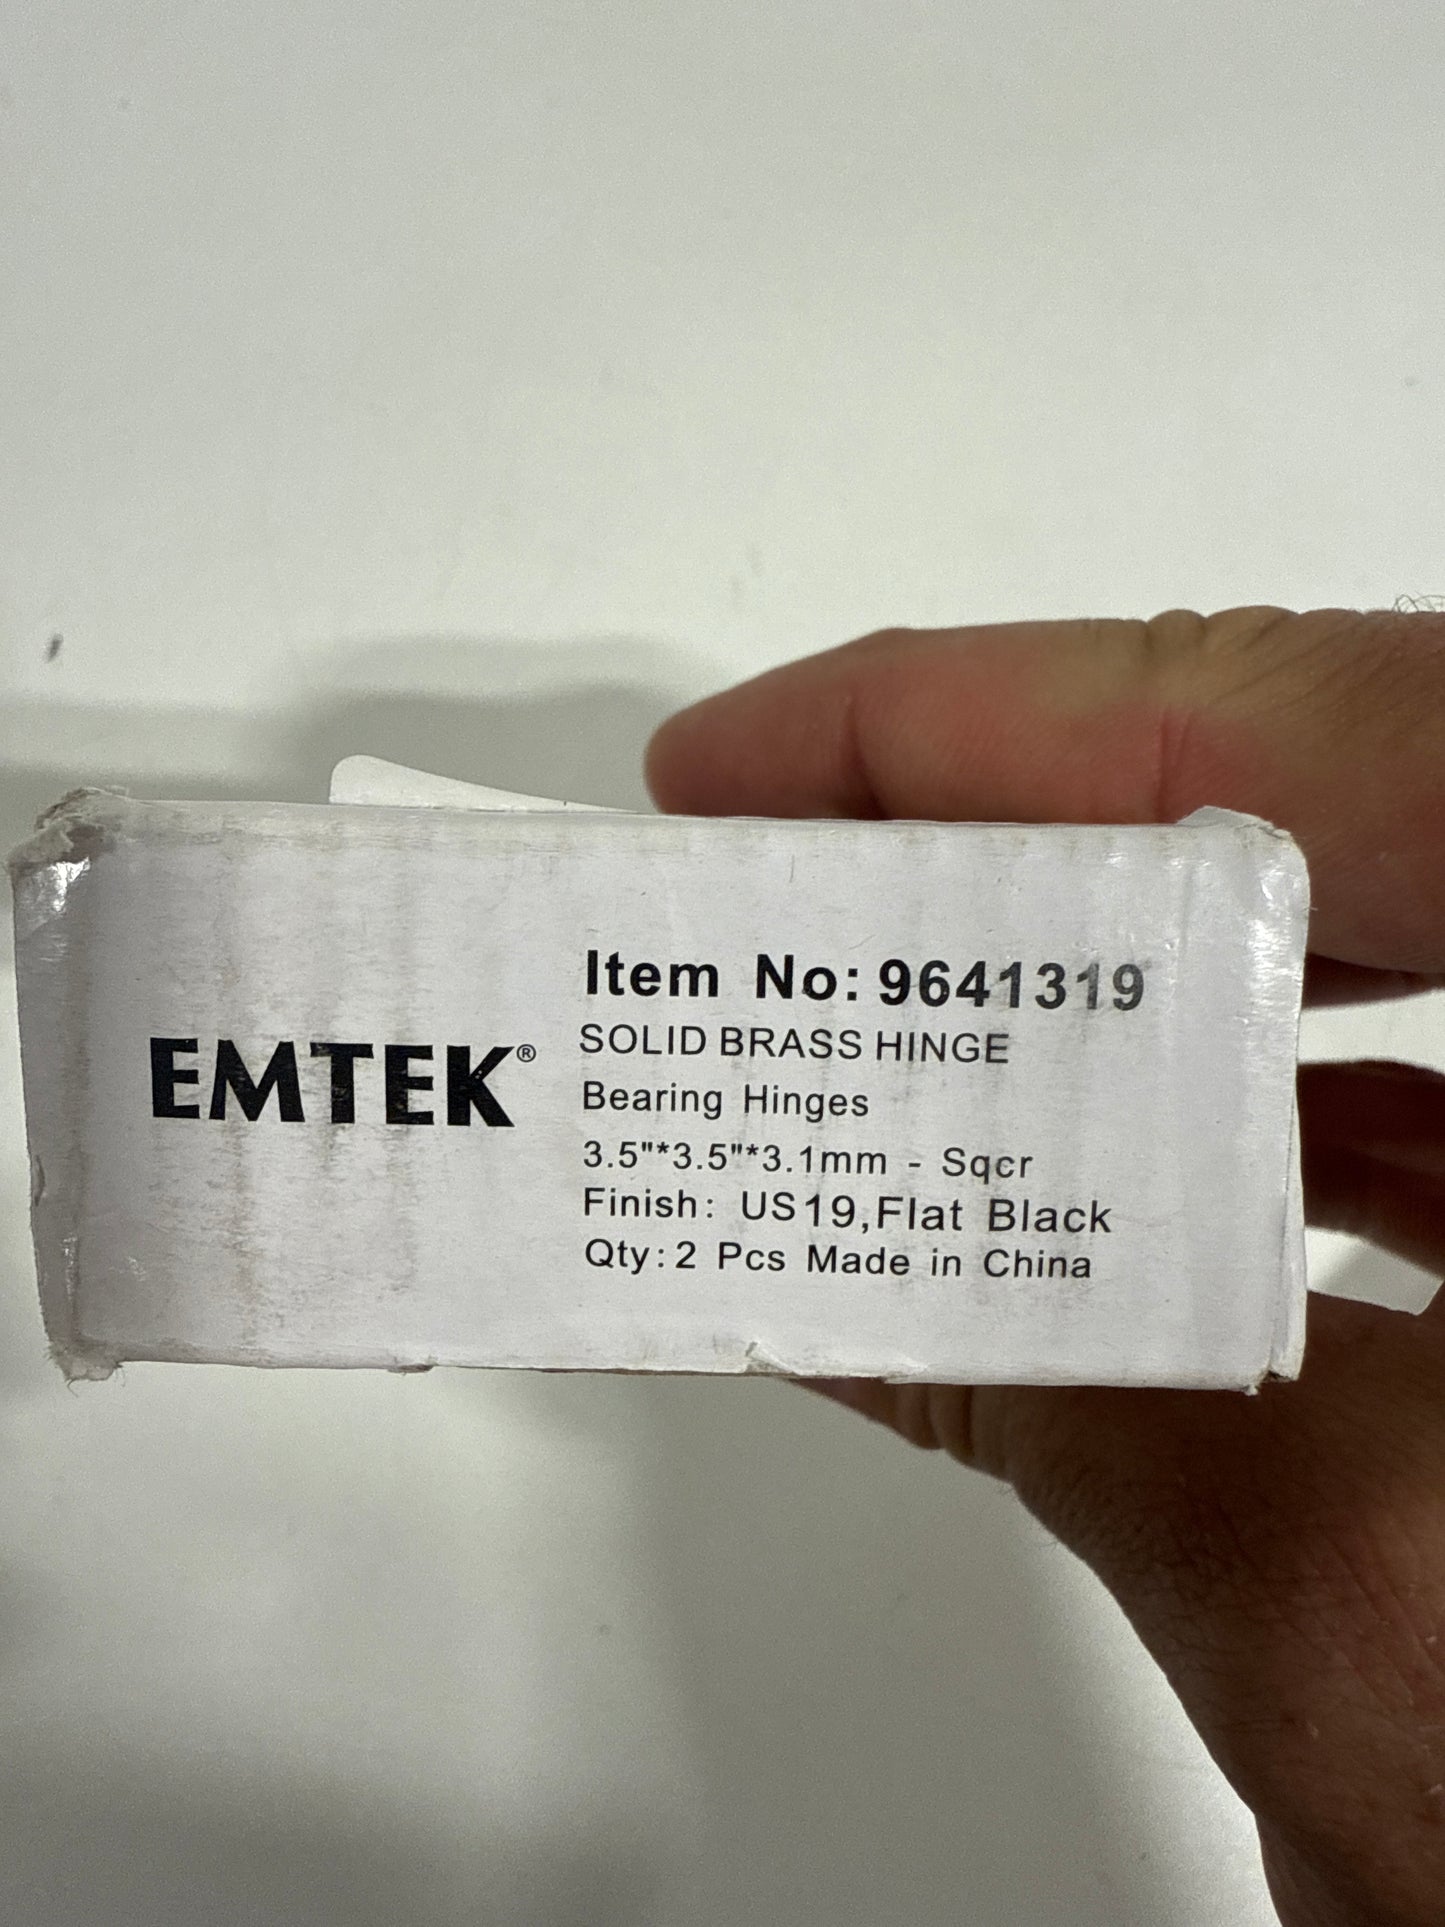 EMTEK®
Item No: 9641319
SOLID BRASS HINGE
Bearing Hinges
3.5"*3.5"*3.1mm - Sqcr
Finish: US19,Flat Black
Qty:2 Pcs Made in China